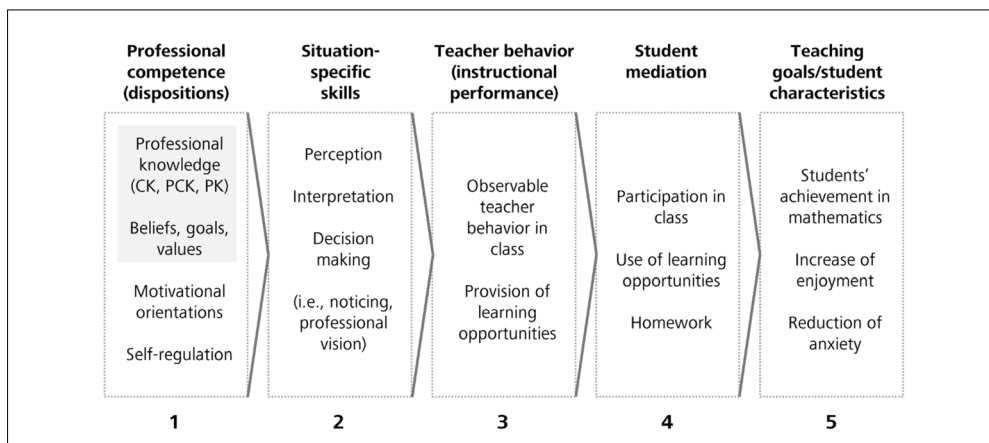 Professional
competence
(dispositions)
Situation-
specific
skills
Teacher behavior
(instructional
performance)
Student
mediation
Teaching
goals/student
characteristics
Professional
knowledge
(CK, PCK, PK)
Beliefs, goals,
values
Motivational
orientations
Self-regulation
Perception
Interpretation
Decision
making
(i.e., noticing,
professional
vision)
Observable
teacher
behavior in
class
Provision of
learning
opportunities
Participation in
class
Use of learning
opportunities
Homework
Students‘
achievement in
mathematics
Increase of
enjoyment
Reduction of
anxiety
1
2
3
4
5